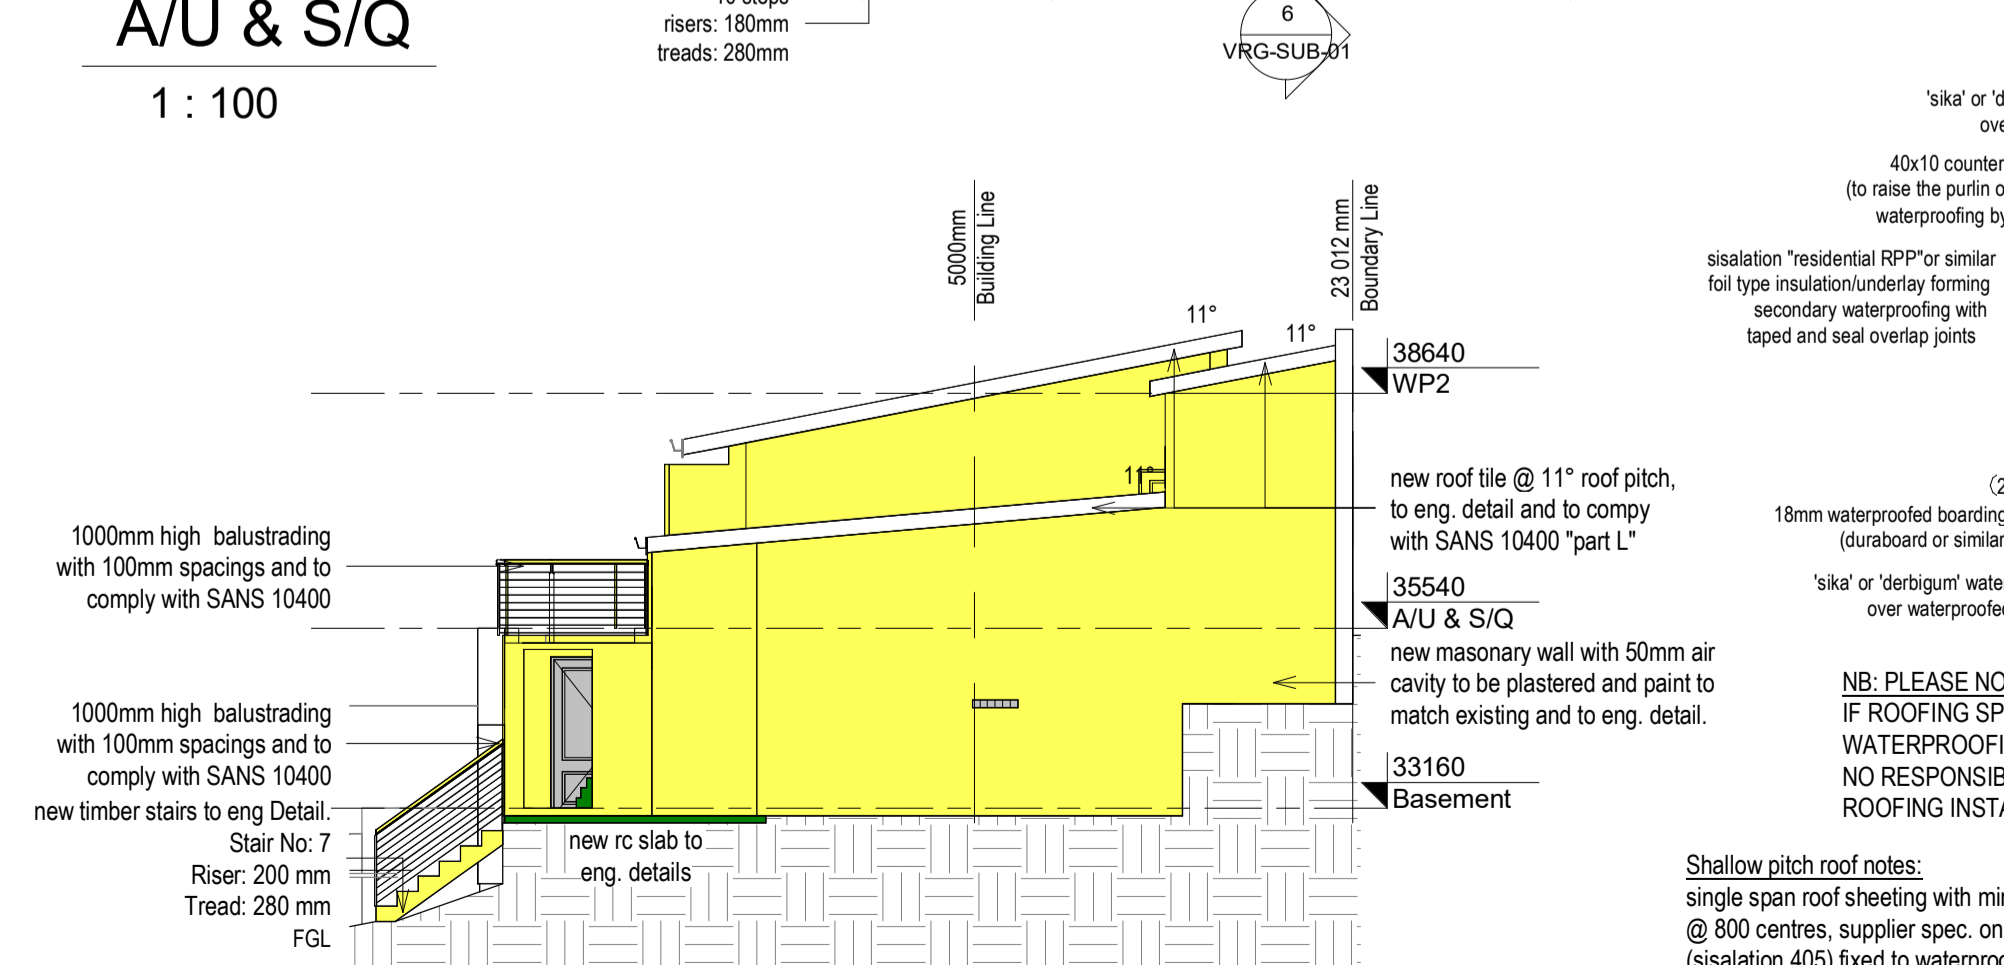 A/U & S/Q
1 : 100
steps
risers: 180mm
treads: 280mm
6
VRG-SUB-01
5000mm
Building Line
23 012 mm
Boundary Line
11°
11°
11°
38640
WP2
new roof tile @ 11° roof pitch,
to eng. detail and to compy
with SANS 10400 "part L"
35540
A/U & S/Q
new masonary wall with 50mm air
cavity to be plastered and paint to
match existing and to eng. detail.
33160
Basement
1000mm high balustrading
with 100mm spacings and to
comply with SANS 10400
1000mm high balustrading
with 100mm spacings and to
comply with SANS 10400
new timber stairs to eng Detail.
Stair No: 7
Riser: 200 mm
Tread: 280 mm
FGL
new rc slab to
eng. details
'sika' or 'd
ove
40x10 counter
(to raise the purlin o
waterproofing by
sisalation "residential RPP"or similar
foil type insulation/underlay forming
secondary waterproofing with
taped and seal overlap joints
(2
18mm waterproofed boarding
(duraboard or similar
'sika' or 'derbigum' wate
over waterproofe
NB: PLEASE NO
IF ROOFING SP
WATERPROOFI
NO RESPONSIB
ROOFING INSTA
Shallow pitch roof notes:
single span roof sheeting with min
@ 800 centres, supplier spec. on
(sisalation 405) fixed to waterproo